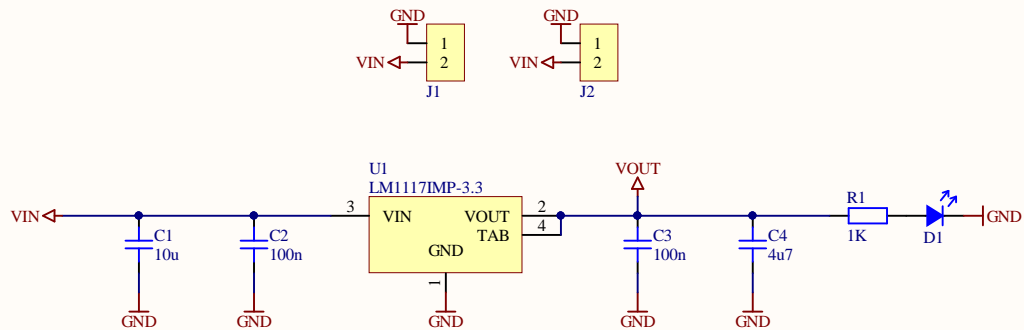 GND
GND
1
1
VIN
2
VIN
2
J1
J2
U1
LM1117IMP-3.3
VOUT
R1
VIN
3
VIN
VOUT
2
GND
TAB
4
C1
10u
C2
100n
GND
C3
100n
C4
4u7
1K
D1
1
GND
GND
GND
GND
GND